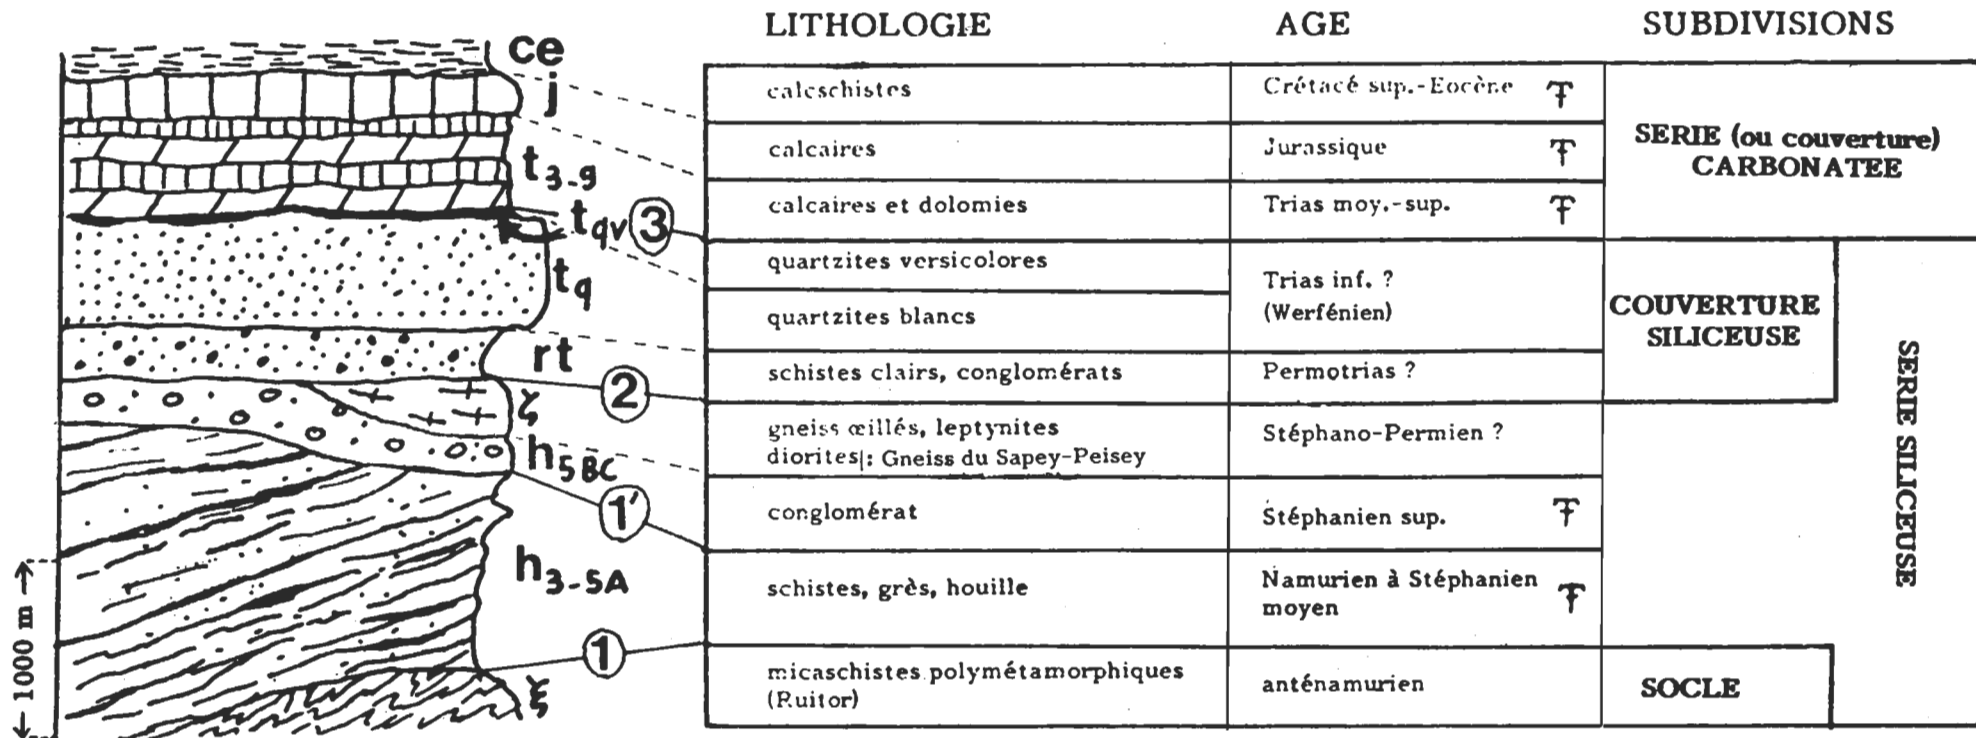 LITHOLOGIE AGE SUBDIVISIONS
ce
j
t3-9
tqv
3
tq
rt
2
ζ
h5BC
1'
h3-5A
1
ξ
1000 m
calcschistes
Crétacé sup.-Eocène
calcaires
Jurassique
calcaires et dolomies
Trias moy.-sup.
SERIE (ou couverture)
CARBONATEE
quartzites versicolores
Trias inf. ?
(Werfénien)
quartzites blancs
COUVERTURE
SILICEUSE
schistes clairs, conglomérats
Permotrias ?
gneiss œillés, leptynites
diorites|: Gneiss du Sapey-Peisey
Stéphano-Permien ?
conglomérat
Stéphanien sup.
schistes, grès, houille
Namurien à Stéphanien
moyen
micaschistes polymétamorphiques
(Ruitor)
anténamurien
SOCLE
SERIE SILICEUSE